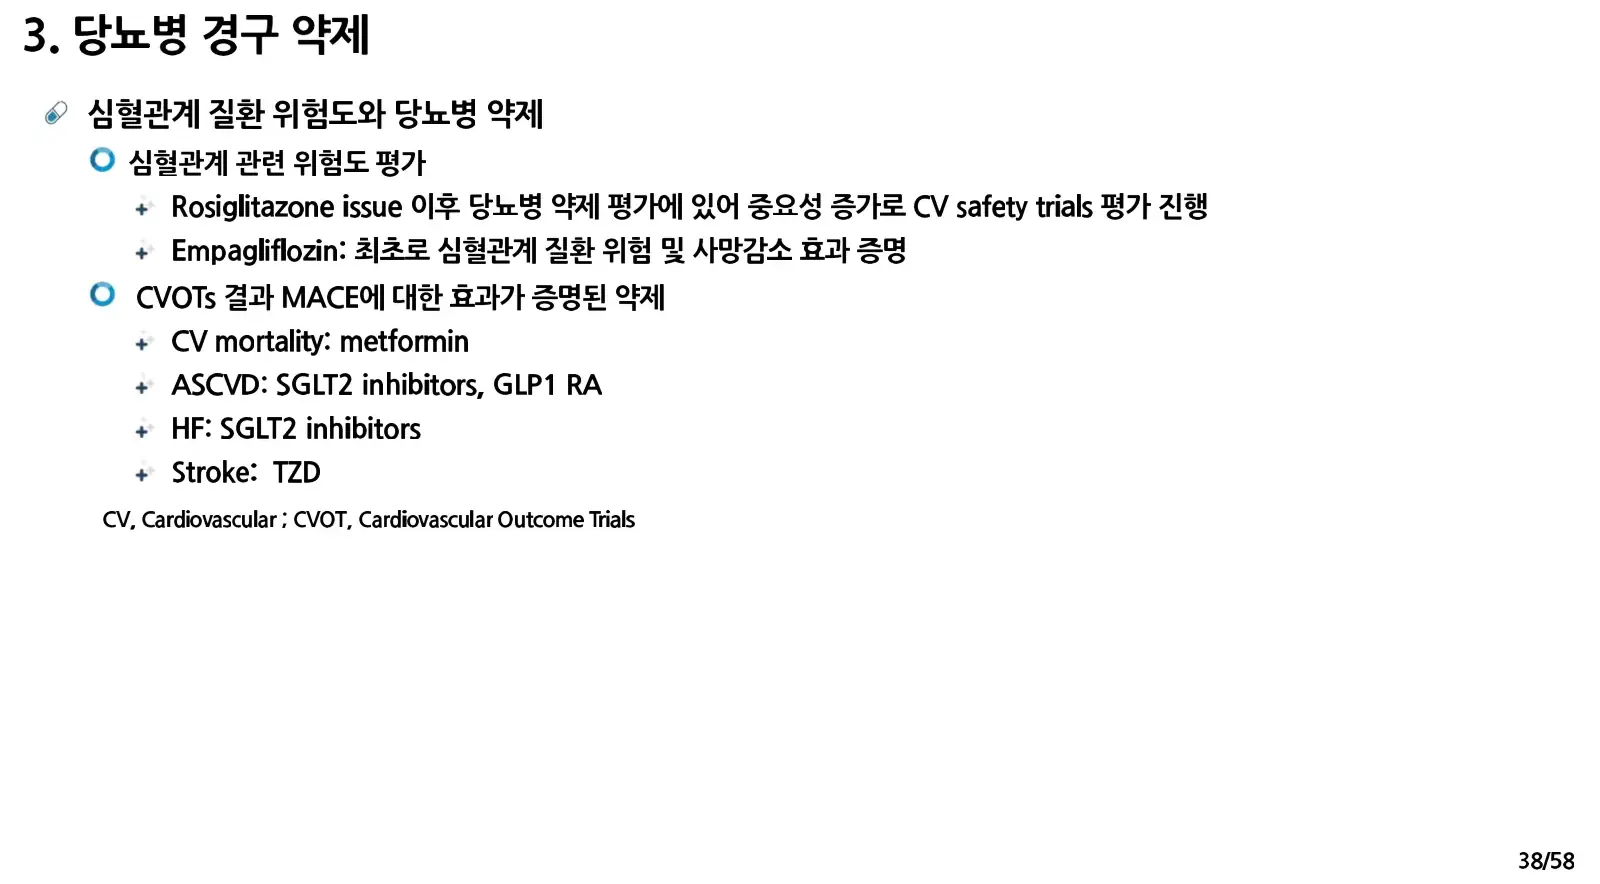 3. 당뇨병 경구 약제
심혈관계 질환 위험도와 당뇨병 약제
심혈관계 관련 위험도 평가
Rosiglitazone issue 이후 당뇨병 약제 평가에 있어 중요성 증가로 CV safety trials 평가 진행
Empagliflozin: 최초로 심혈관계 질환 위험 및 사망감소 효과 증명
CVOTs 결과 MACE에 대한 효과가 증명된 약제
CV mortality: metformin
ASCVD: SGLT2 inhibitors, GLP1 RA
HF: SGLT2 inhibitors
Stroke: TZD
CV, Cardiovascular ; CVOT, Cardiovascular Outcome Trials
38/58